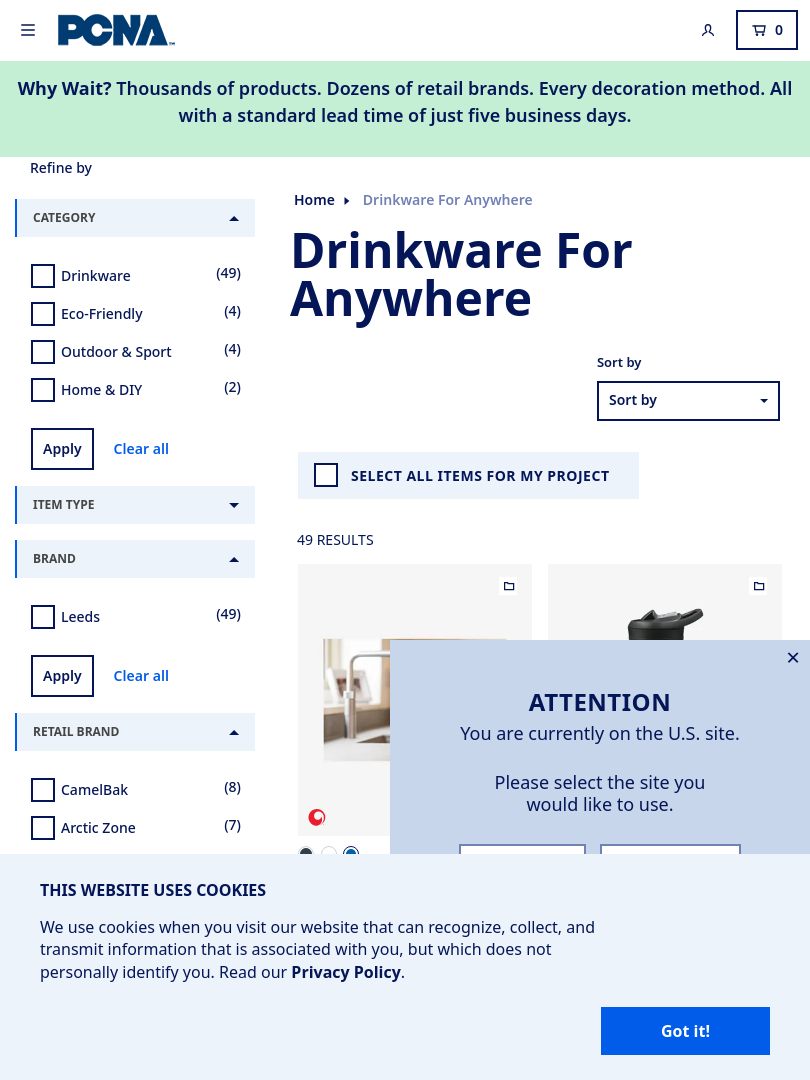 PCNA™
0
Why Wait? Thousands of products. Dozens of retail brands. Every decoration method. All
with a standard lead time of just five business days.
Refine by
CATEGORY
Drinkware (49)
Eco-Friendly (4)
Outdoor & Sport (4)
Home & DIY (2)
Apply Clear all
ITEM TYPE
BRAND
Leeds (49)
Apply Clear all
RETAIL BRAND
CamelBak (8)
Arctic Zone (7)
Home Drinkware For Anywhere
Drinkware For
Anywhere
Sort by
Sort by
SELECT ALL ITEMS FOR MY PROJECT
49 RESULTS
ATTENTION
You are currently on the U.S. site.
Please select the site you
would like to use.
THIS WEBSITE USES COOKIES
We use cookies when you visit our website that can recognize, collect, and
transmit information that is associated with you, but which does not
personally identify you. Read our Privacy Policy.
Got it!